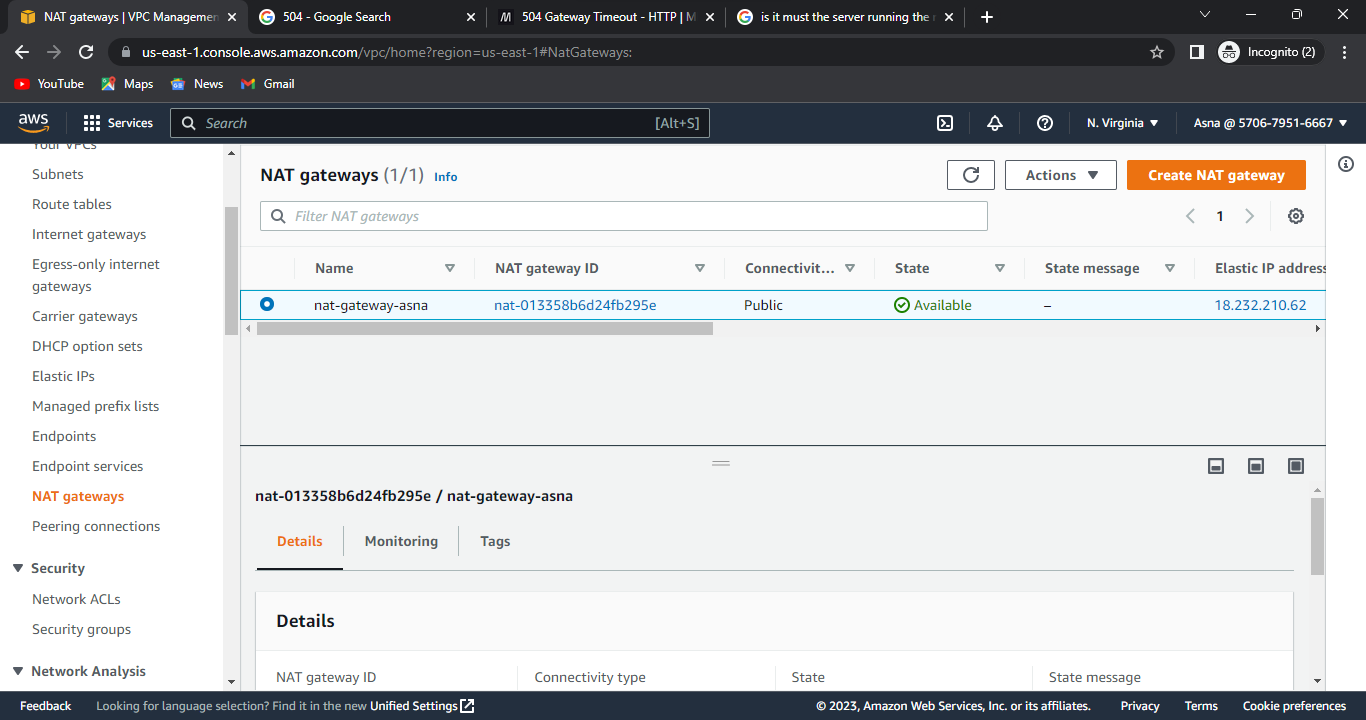 NAT gateways | VPC Managemen
504 - Google Search
504 Gateway Timeout - HTTP | M
is it must the server running the
us-east-1.console.aws.amazon.com/vpc/home?region=us-east-1#NatGateways:
Incognito (2)
YouTube
Maps
News
Gmail
aws
Services
Search
[Alt+S]
N. Virginia
Asna @ 5706-7951-6667
Your VPCs
Subnets
Route tables
Internet gateways
Egress-only internet
gateways
Carrier gateways
DHCP option sets
Elastic IPs
Managed prefix lists
Endpoints
Endpoint services
NAT gateways
Peering connections
Security
Network ACLs
Security groups
Network Analysis
NAT gateways (1/1) Info
Actions
Create NAT gateway
Filter NAT gateways
1
Name
NAT gateway ID
Connectivit...
State
State message
Elastic IP address
nat-gateway-asna
nat-013358b6d24fb295e
Public
Available
–
18.232.210.62
nat-013358b6d24fb295e / nat-gateway-asna
Details
Monitoring
Tags
Details
NAT gateway ID
Connectivity type
State
State message
Feedback
Looking for language selection? Find it in the new Unified Settings
© 2023, Amazon Web Services, Inc. or its affiliates.
Privacy
Terms
Cookie preferences